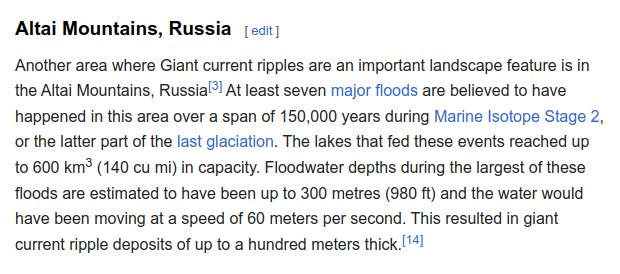 Altai Mountains, Russia [ edit ]
Another area where Giant current ripples are an important landscape feature is in
the Altai Mountains, Russia[3] At least seven major floods are believed to have
happened in this area over a span of 150,000 years during Marine Isotope Stage 2,
or the latter part of the last glaciation. The lakes that fed these events reached up
to 600 km3 (140 cu mi) in capacity. Floodwater depths during the largest of these
floods are estimated to have been up to 300 metres (980 ft) and the water would
have been moving at a speed of 60 meters per second. This resulted in giant
current ripple deposits of up to a hundred meters thick.[14]